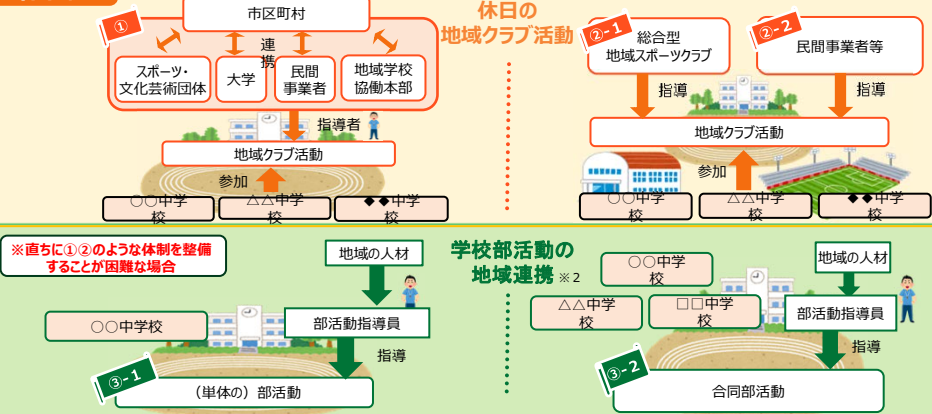 ①
市区町村
連
携
スポーツ・
文化芸術団体
大学
民間
事業者
地域学校
協働本部
指導者
地域クラブ活動
参加
〇〇中学
校
△△中学
校
◆◆中学
校
休日の
地域クラブ活動
②-1
総合型
地域スポーツクラブ
②-2
民間事業者等
指導
指導
地域クラブ活動
参加
〇〇中学
校
△△中学
校
◆◆中学
校
※直ちに①②のような体制を整備
することが困難な場合
地域の人材
〇〇中学校
部活動指導員
指導
③-1
（単体の）部活動
学校部活動の
地域連携 ※２
〇〇中学
校
△△中学
校
□□中学
校
地域の人材
部活動指導員
指導
③-2
合同部活動